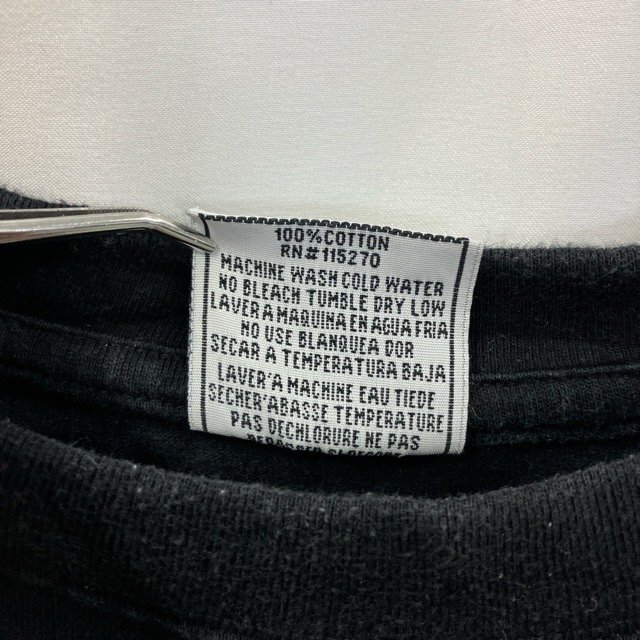 100% COTTON
RN#115270
MACHINE WASH COLD WATER
NO BLEACH TUMBLE DRY LOW
LAVER A MAQUINA EN AGUA FRIA
NO USE BLANQUEA DOR
SECAR A TEMPERATURA BAJA
LAVER'A MACHINE EAU TIEDE
SECHER'ABASSE TEMPERATURE
PAS DECHLORURE NE PAS